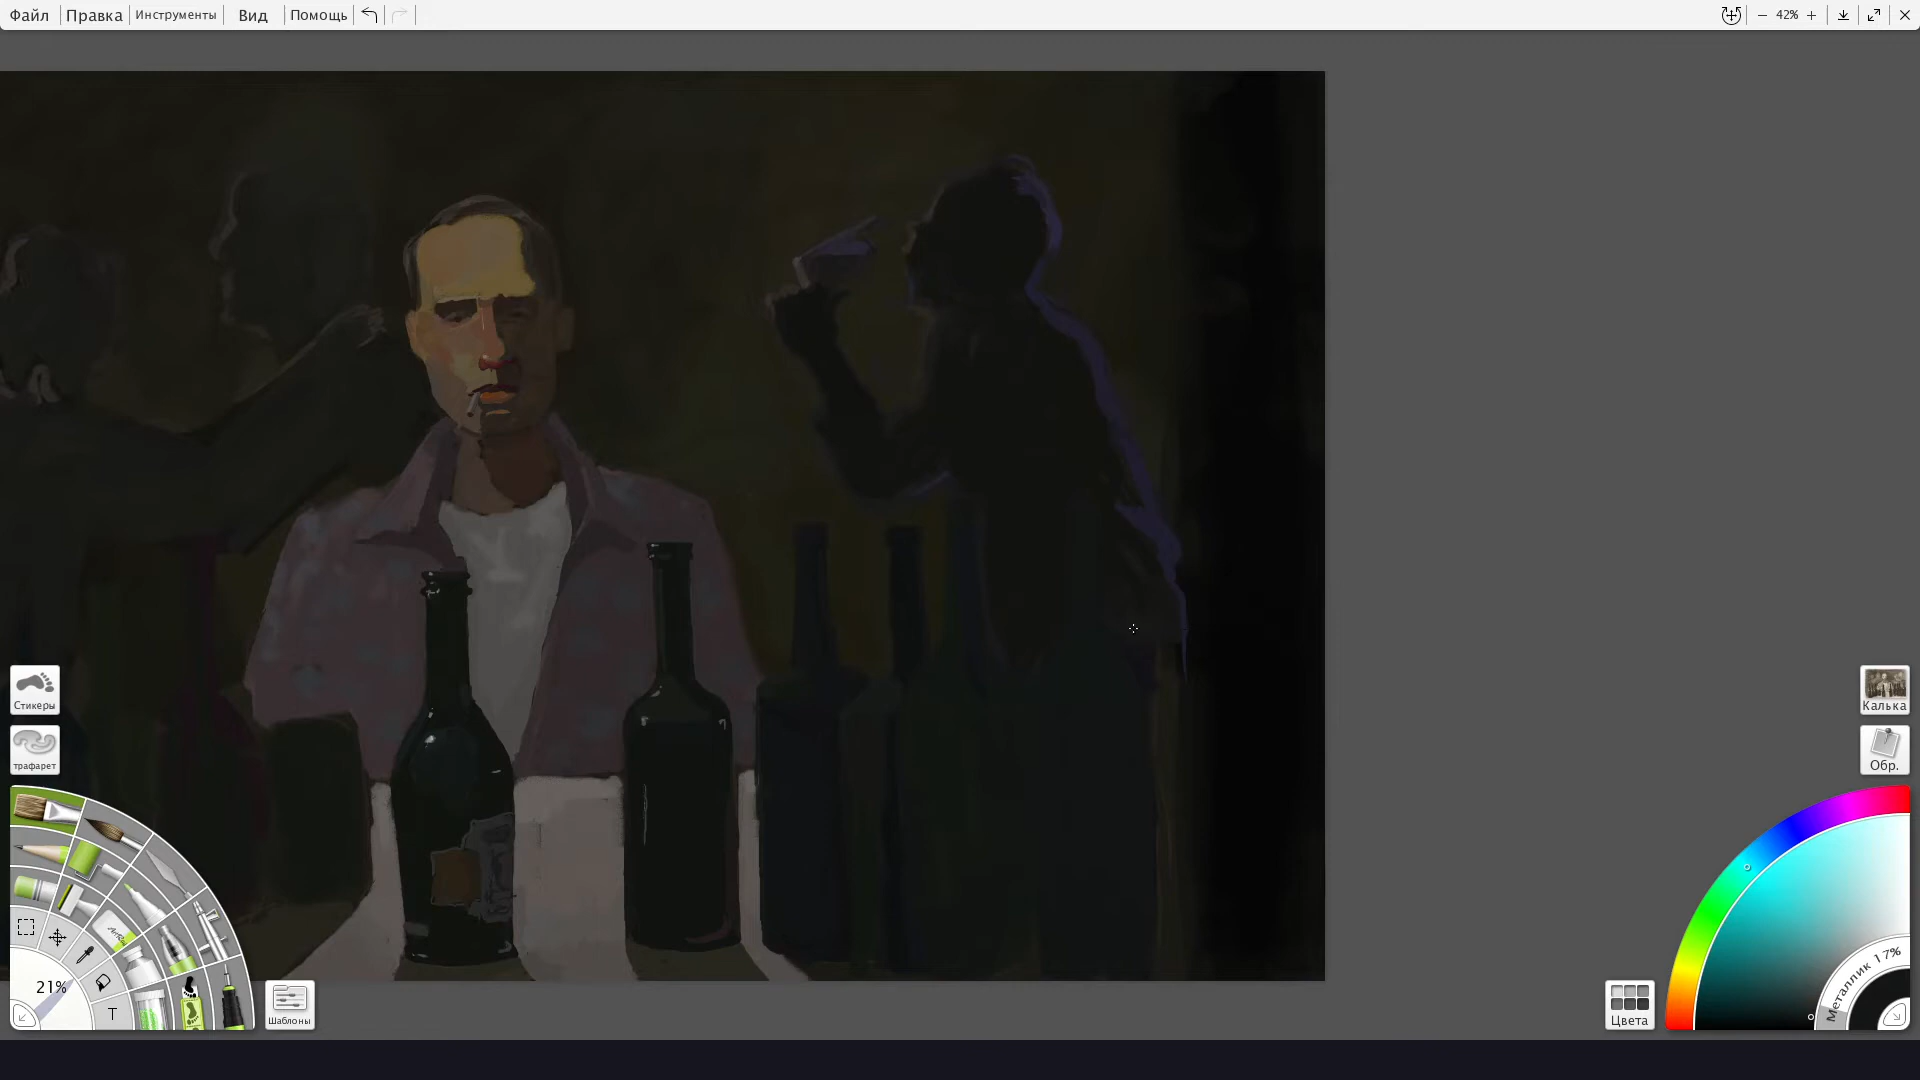 Файл Правка Инструменты Вид Помощь 42%
Стикеры
трафарет
Калька
Обр.
21%
T
Шаблоны
Металлик 17%
Цвета